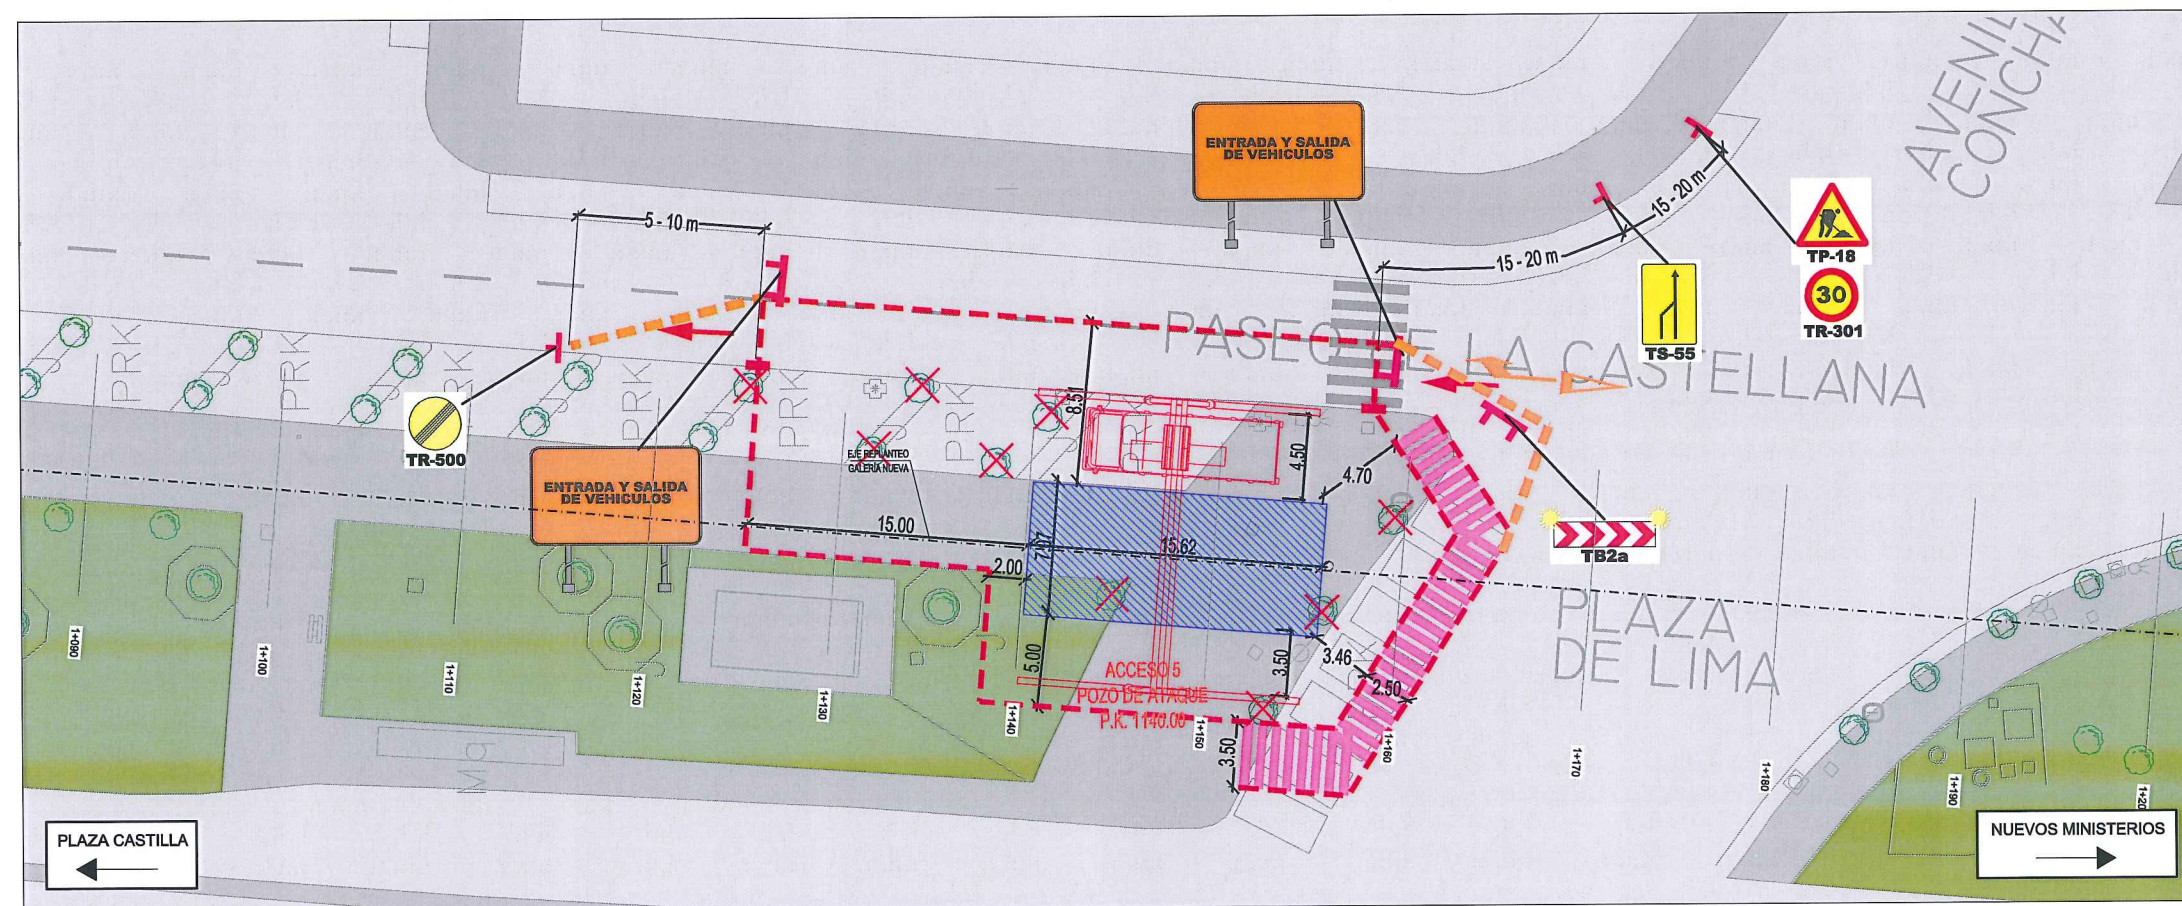 AVENI
CONCHA
ENTRADA Y SALIDA
DE VEHICULOS
5 - 10 m
15 - 20 m
15 - 20 m
TP-18
30
TR-301
TS-55
PASEO DE LA CASTELLANA
PRK
PRK
PRK
PRK
PRK
PRK
PRK
8.51
4.50
4.70
TR-500
ENTRADA Y SALIDA
DE VEHICULOS
EJE REPLANTEO
GALERÍA NUEVA
15.00
7.07
15.62
2.00
TB2a
PLAZA
DE LIMA
5.00
3.50
3.46
2.50
3.50
ACCESO 5
POZO DE ATAQUE
P.K. 1140.00
Mq
1+090
1+100
1+110
1+120
1+130
1+140
1+150
1+160
1+170
1+180
1+190
1+20
PLAZA CASTILLA
NUEVOS MINISTERIOS